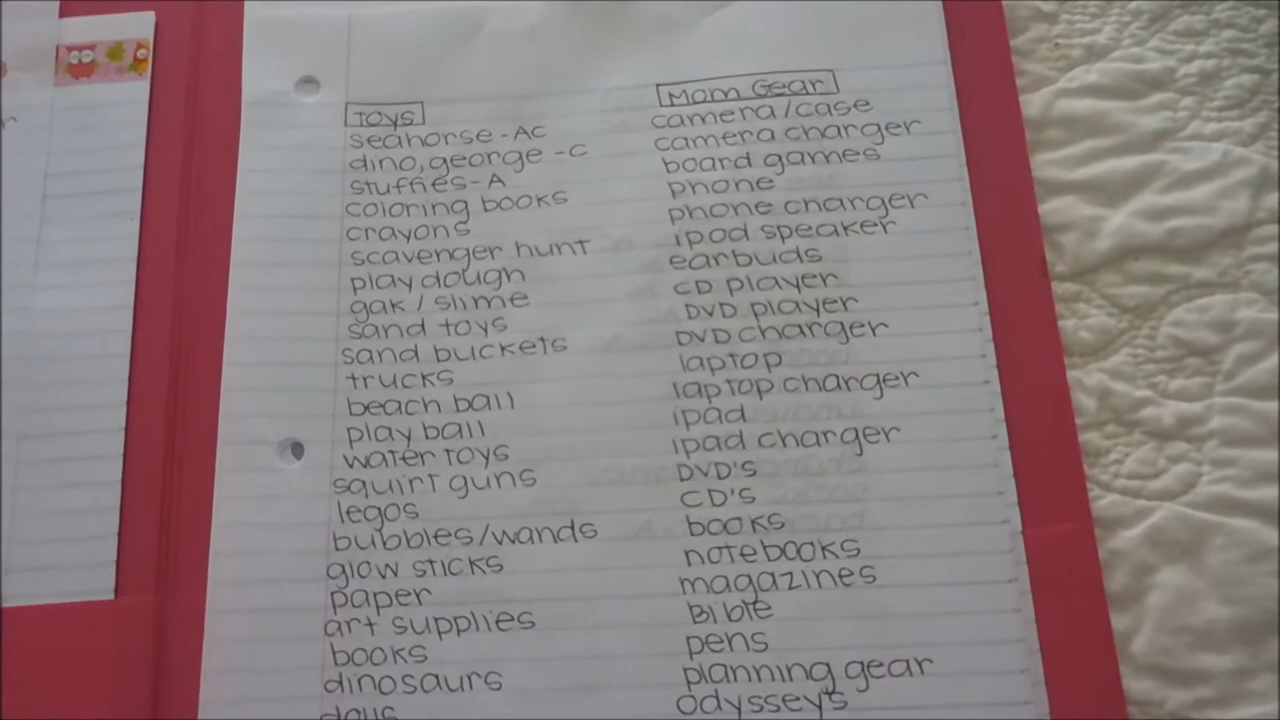 Toys
seahorse - AC
dino, george - C
stuffies - A
coloring books
crayons
scavenger hunt
play dough
gak / slime
sand toys
sand buckets
trucks
beach ball
play ball
water toys
squirt guns
legos
bubbles/wands
glow sticks
paper
art supplies
books
dinosaurs
Mom Gear
camera/case
camera charger
board games
phone
phone charger
ipod speaker
earbuds
CD player
DVD player
DVD charger
laptop
laptop charger
ipad
ipad charger
DVD's
CD'S
books
notebooks
magazines
Bible
pens
planning gear
odyssey's